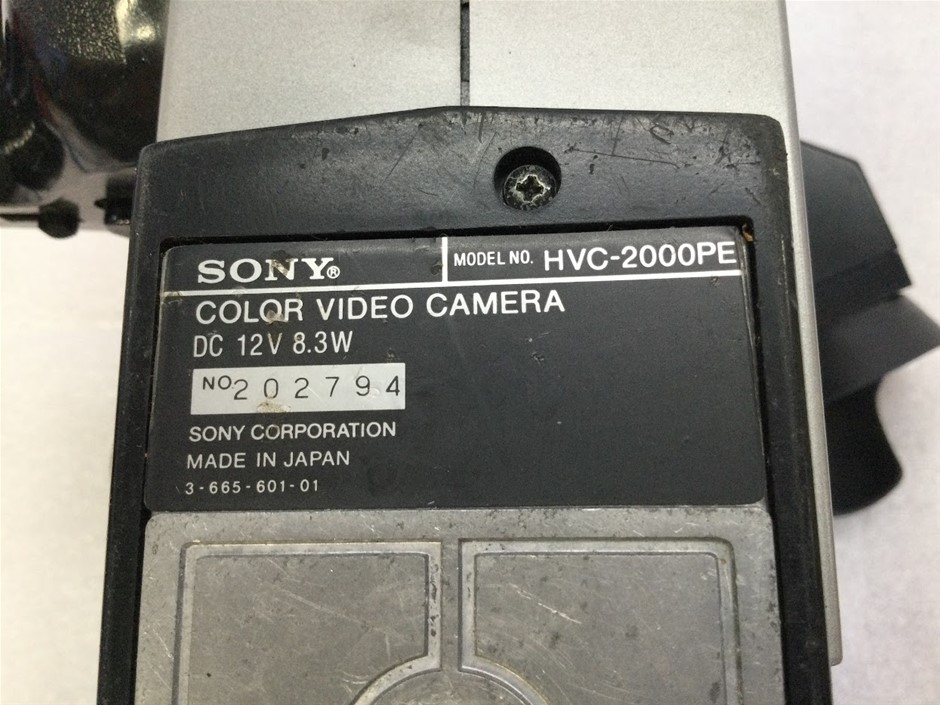 SONY®
MODEL NO. HVC-2000PE
COLOR VIDEO CAMERA
DC 12V 8.3W
NO 202794
SONY CORPORATION
MADE IN JAPAN
3-665-601-01